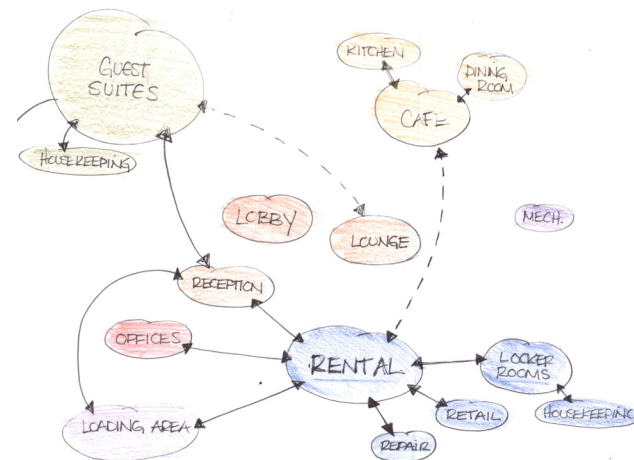 GUEST
SUITES
KITCHEN
DINING
ROOM
CAFE
HOUSEKEEPING
LOBBY
LOUNGE
MECH.
RECEPTION
OFFICES
RENTAL
LOCKER
ROOMS
LOADING AREA
RETAIL
HOUSEKEEPING
REPAIR